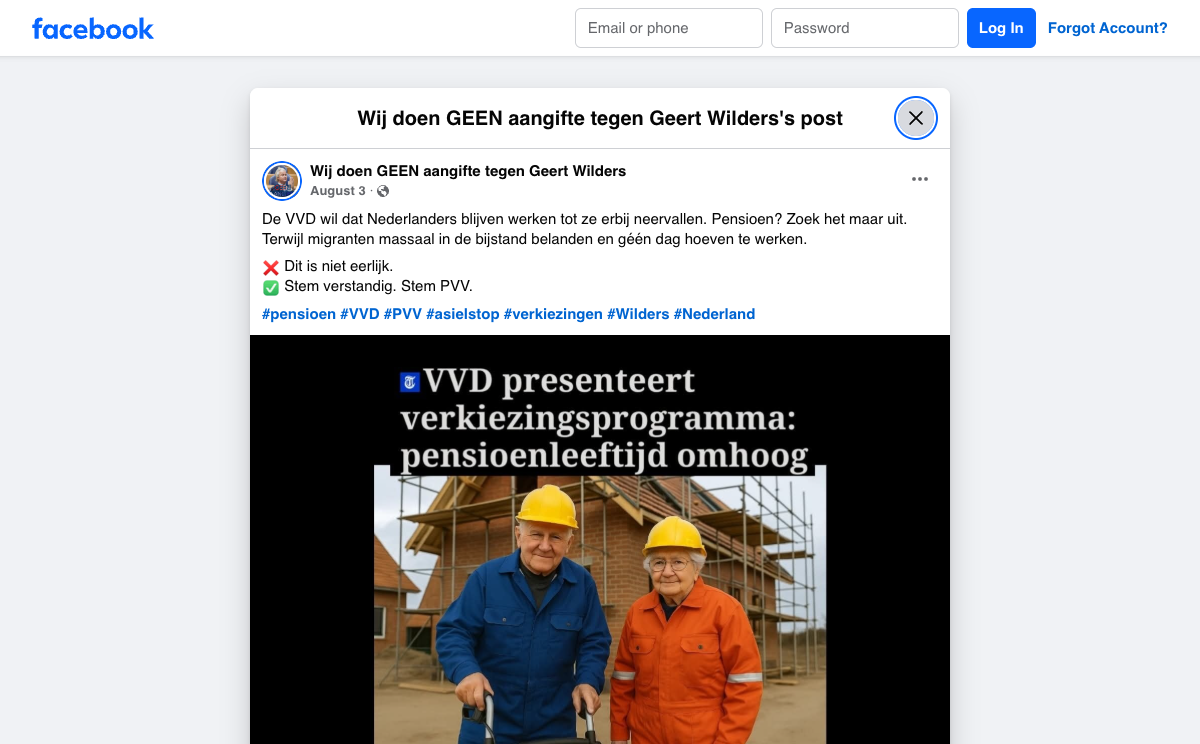 facebook
Email or phone
Password
Log In
Forgot Account?
Wij doen GEEN aangifte tegen Geert Wilders's post
Wij doen GEEN aangifte tegen Geert Wilders
August 3 ·
De VVD wil dat Nederlanders blijven werken tot ze erbij neervallen. Pensioen? Zoek het maar uit.
Terwijl migranten massaal in de bijstand belanden en géén dag hoeven te werken.
❌ Dit is niet eerlijk.
✅ Stem verstandig. Stem PVV.
#pensioen #VVD #PVV #asielstop #verkiezingen #Wilders #Nederland
T VVD presenteert
verkiezingsprogramma:
pensioenleeftijd omhoog